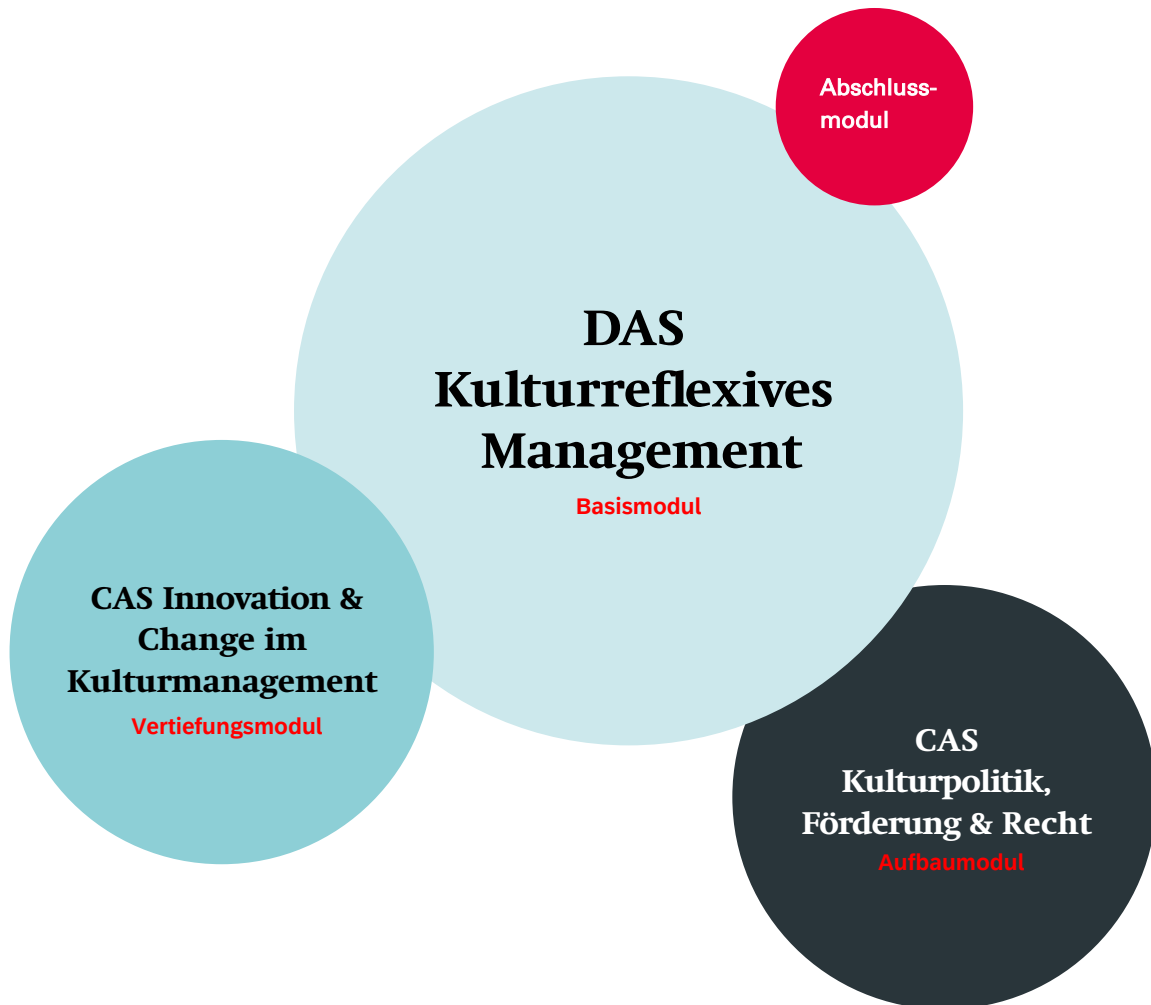 Abschluss-
modul
DAS
Kulturreflexives
Management
Basismodul
CAS Innovation &
Change im
Kulturmanagement
Vertiefungsmodul
CAS
Kulturpolitik,
Förderung & Recht
Aufbaumodul